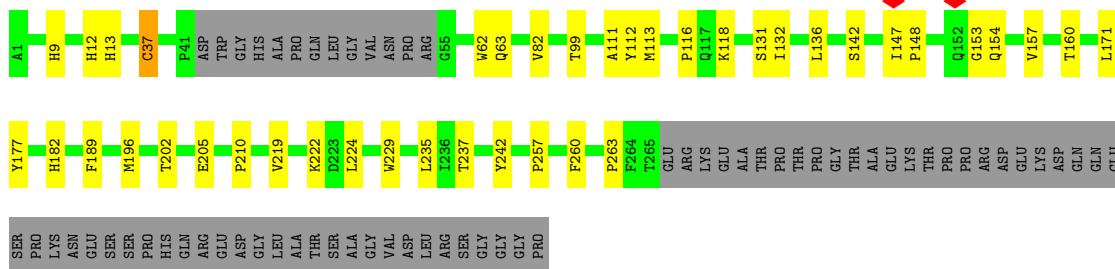 A1 H9 H12 H13 C37 P41 ASP TRP GLY HIS ALA PRO GLN LEU GLY VAL ASN PRO ARG G55 W62 Q63 V82 T99 A111 Y112 M113 P116 Q117 K118 S131 I132 L136 S142 I147 P148 Q152 G153 Q154 V157 T160 L171
Y177 H182 F189 M196 T202 E205 P210 V219 K222 D223 L224 W229 L235 I236 T237 Y242 P257 F260 P263 F264 T265 GLU ARG LYS GLU ALA THR PRO THR PRO GLY THR ALA GLU LYS THR PRO PRO ARG ASP GLU LYS ASP GLN GLN GLU
SER PRO LYS ASN GLU SER SER PRO HIS GLN ARG GLU ASP GLY LEU ALA THR SER ALA GLY VAL ASP LEU ARG SER GLY GLY GLY PRO